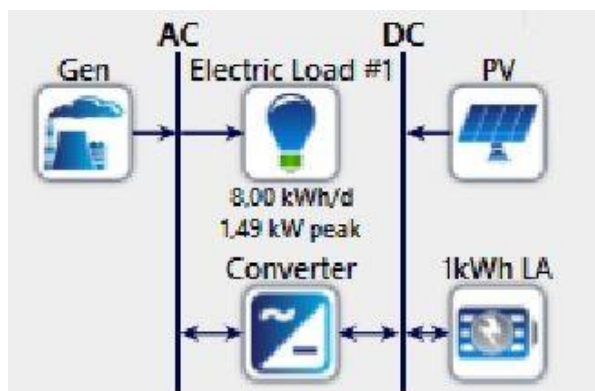 AC
DC
Gen
Electric Load #1
PV
8,00 kWh/d
1,49 kW peak
Converter
1kWh LA